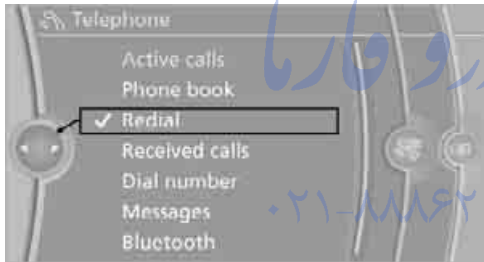 Telephone
Active calls
Phone book
Redial
Received calls
Dial number
Messages
Bluetooth
۰۲۱-۸۸۸۶۲